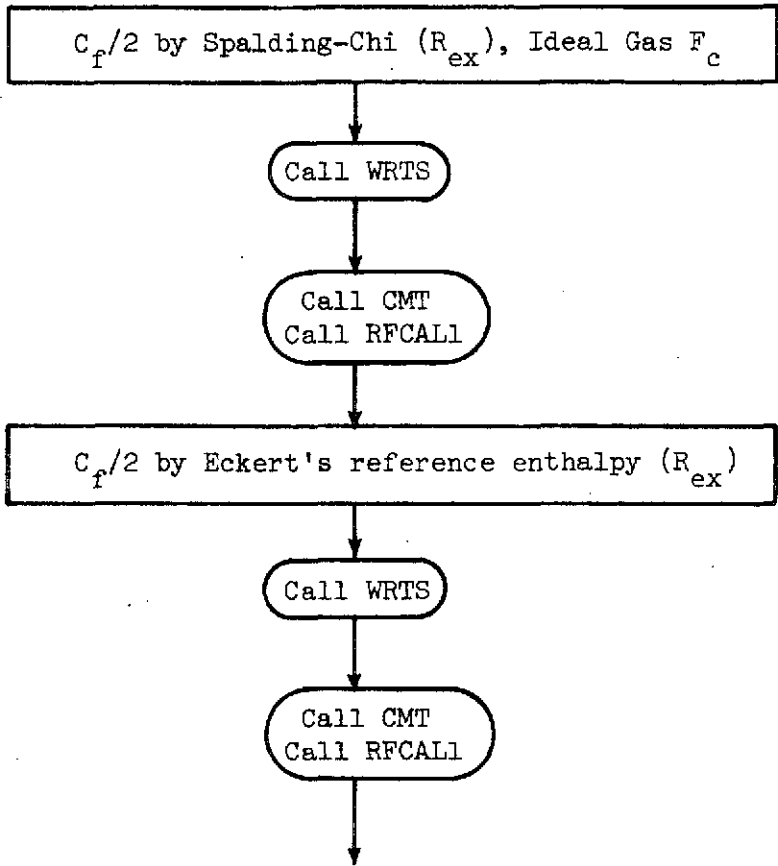 C_f/2 by Spalding-Chi (R_ex), Ideal Gas F_c
Call WRTS
Call CMT
Call RFCAL1
C_f/2 by Eckert's reference enthalpy (R_ex)
Call WRTS
Call CMT
Call RFCAL1